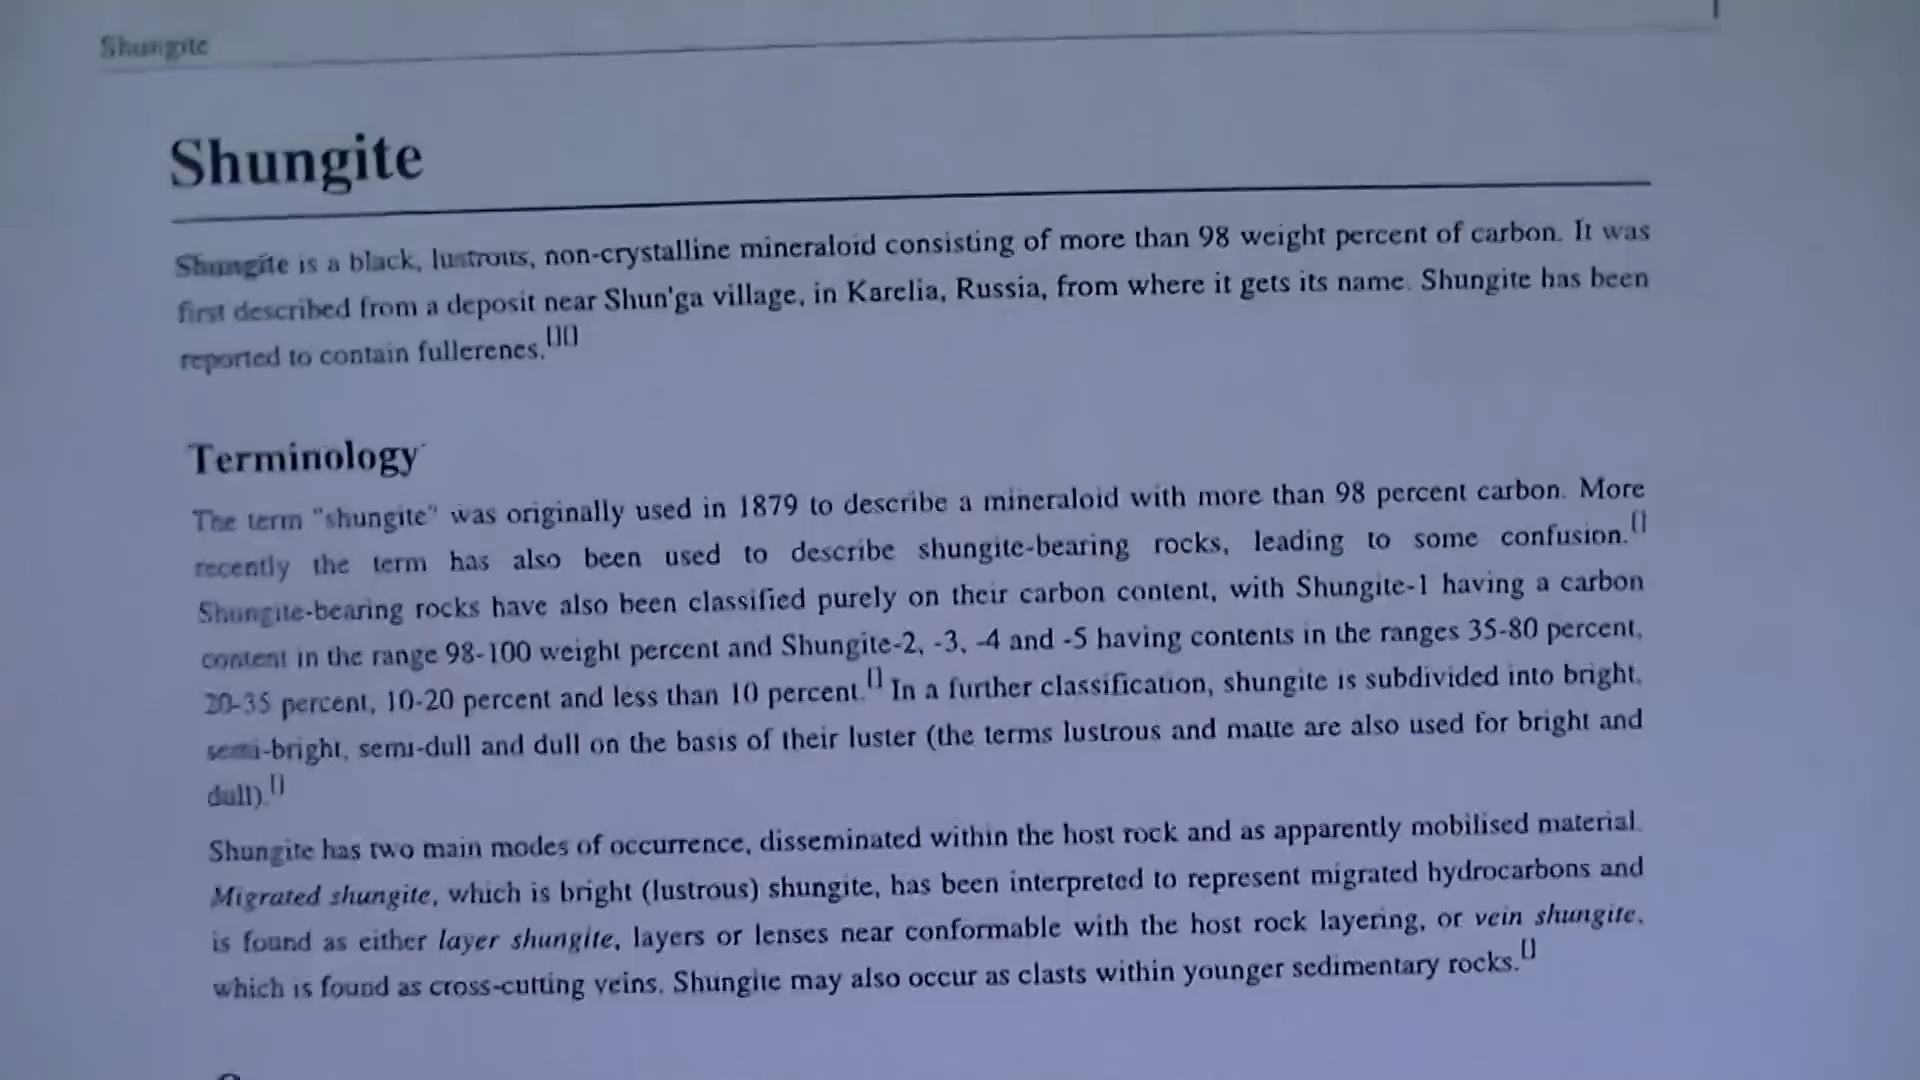 Shungite
Shungite
Shungite is a black, lustrous, non-crystalline mineraloid consisting of more than 98 weight percent of carbon. It was
first described from a deposit near Shun'ga village, in Karelia, Russia, from where it gets its name. Shungite has been
reported to contain fullerenes.[][]
Terminology
The term "shungite" was originally used in 1879 to describe a mineraloid with more than 98 percent carbon. More
recently the term has also been used to describe shungite-bearing rocks, leading to some confusion.[]
Shungite-bearing rocks have also been classified purely on their carbon content, with Shungite-1 having a carbon
content in the range 98-100 weight percent and Shungite-2, -3, -4 and -5 having contents in the ranges 35-80 percent,
20-35 percent, 10-20 percent and less than 10 percent.[] In a further classification, shungite is subdivided into bright,
semi-bright, semi-dull and dull on the basis of their luster (the terms lustrous and matte are also used for bright and
dull).[]
Shungite has two main modes of occurrence, disseminated within the host rock and as apparently mobilised material.
Migrated shungite, which is bright (lustrous) shungite, has been interpreted to represent migrated hydrocarbons and
is found as either layer shungite, layers or lenses near conformable with the host rock layering, or vein shungite,
which is found as cross-cutting veins. Shungite may also occur as clasts within younger sedimentary rocks.[]